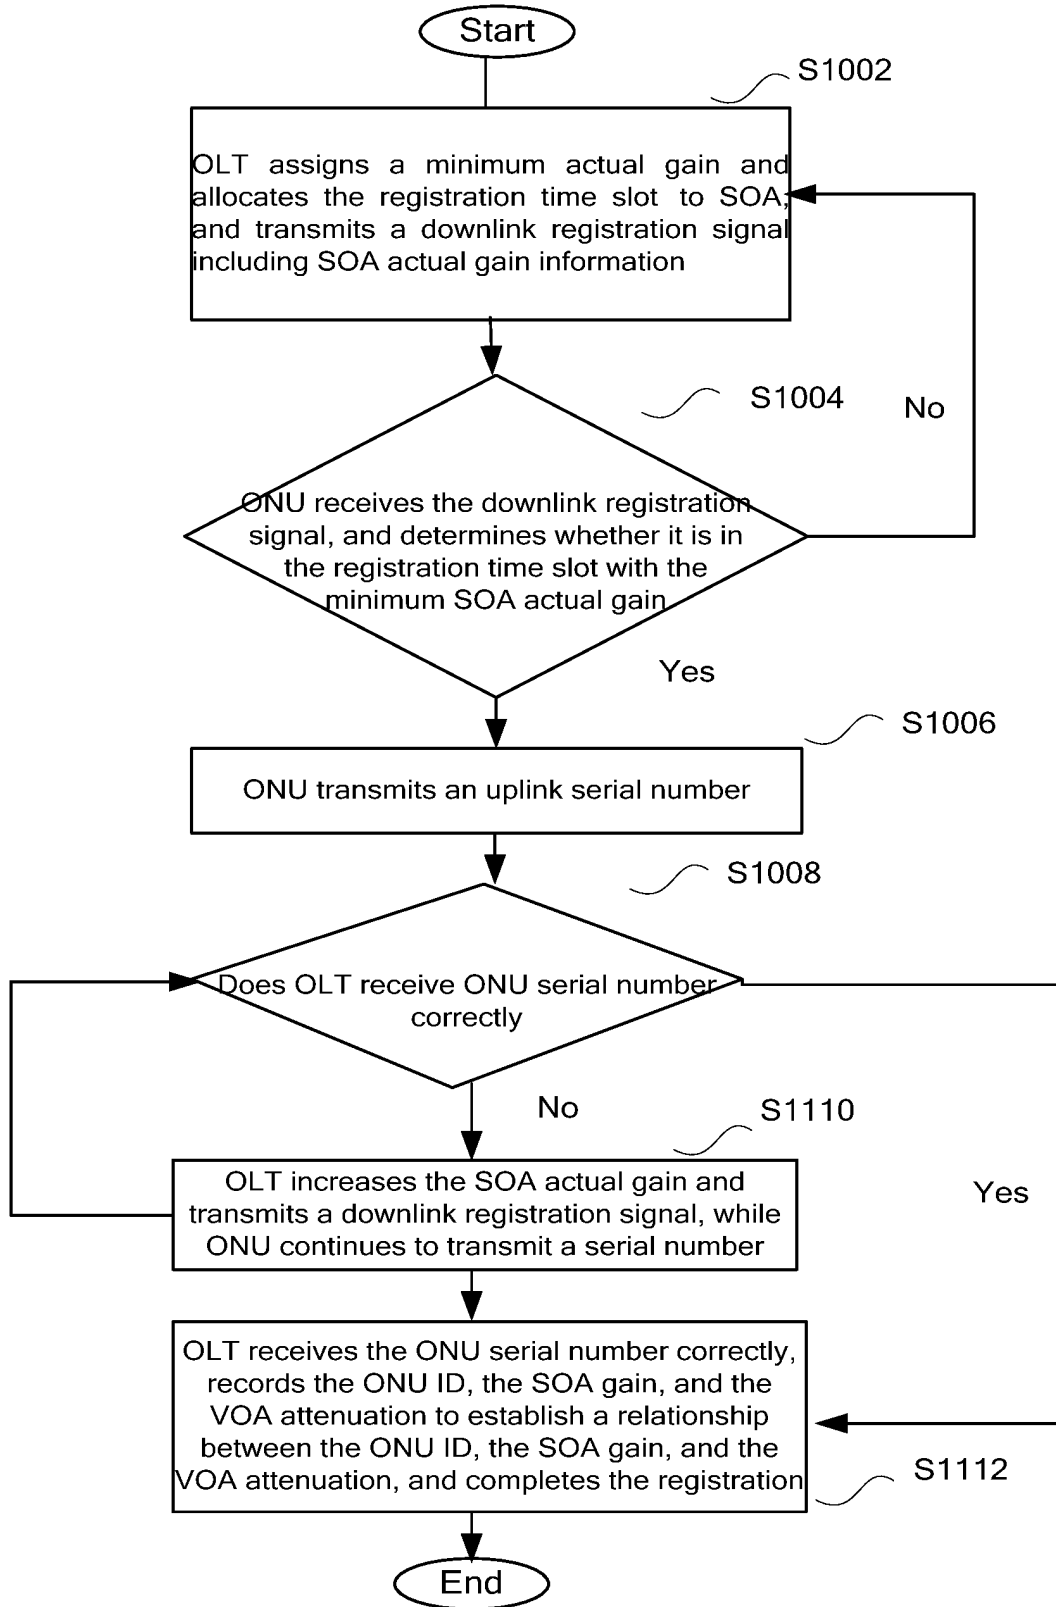 Start
S1002
OLT assigns a minimum actual gain and
allocates the registration time slot to SOA,
and transmits a downlink registration signal
including SOA actual gain information
S1004
No
ONU receives the downlink registration
signal, and determines whether it is in
the registration time slot with the
minimum SOA actual gain
Yes
S1006
ONU transmits an uplink serial number
S1008
Does OLT receive ONU serial number
correctly
No
S1110
OLT increases the SOA actual gain and
transmits a downlink registration signal, while
ONU continues to transmit a serial number
Yes
OLT receives the ONU serial number correctly,
records the ONU ID, the SOA gain, and the
VOA attenuation to establish a relationship
between the ONU ID, the SOA gain, and the
VOA attenuation, and completes the registration
S1112
End